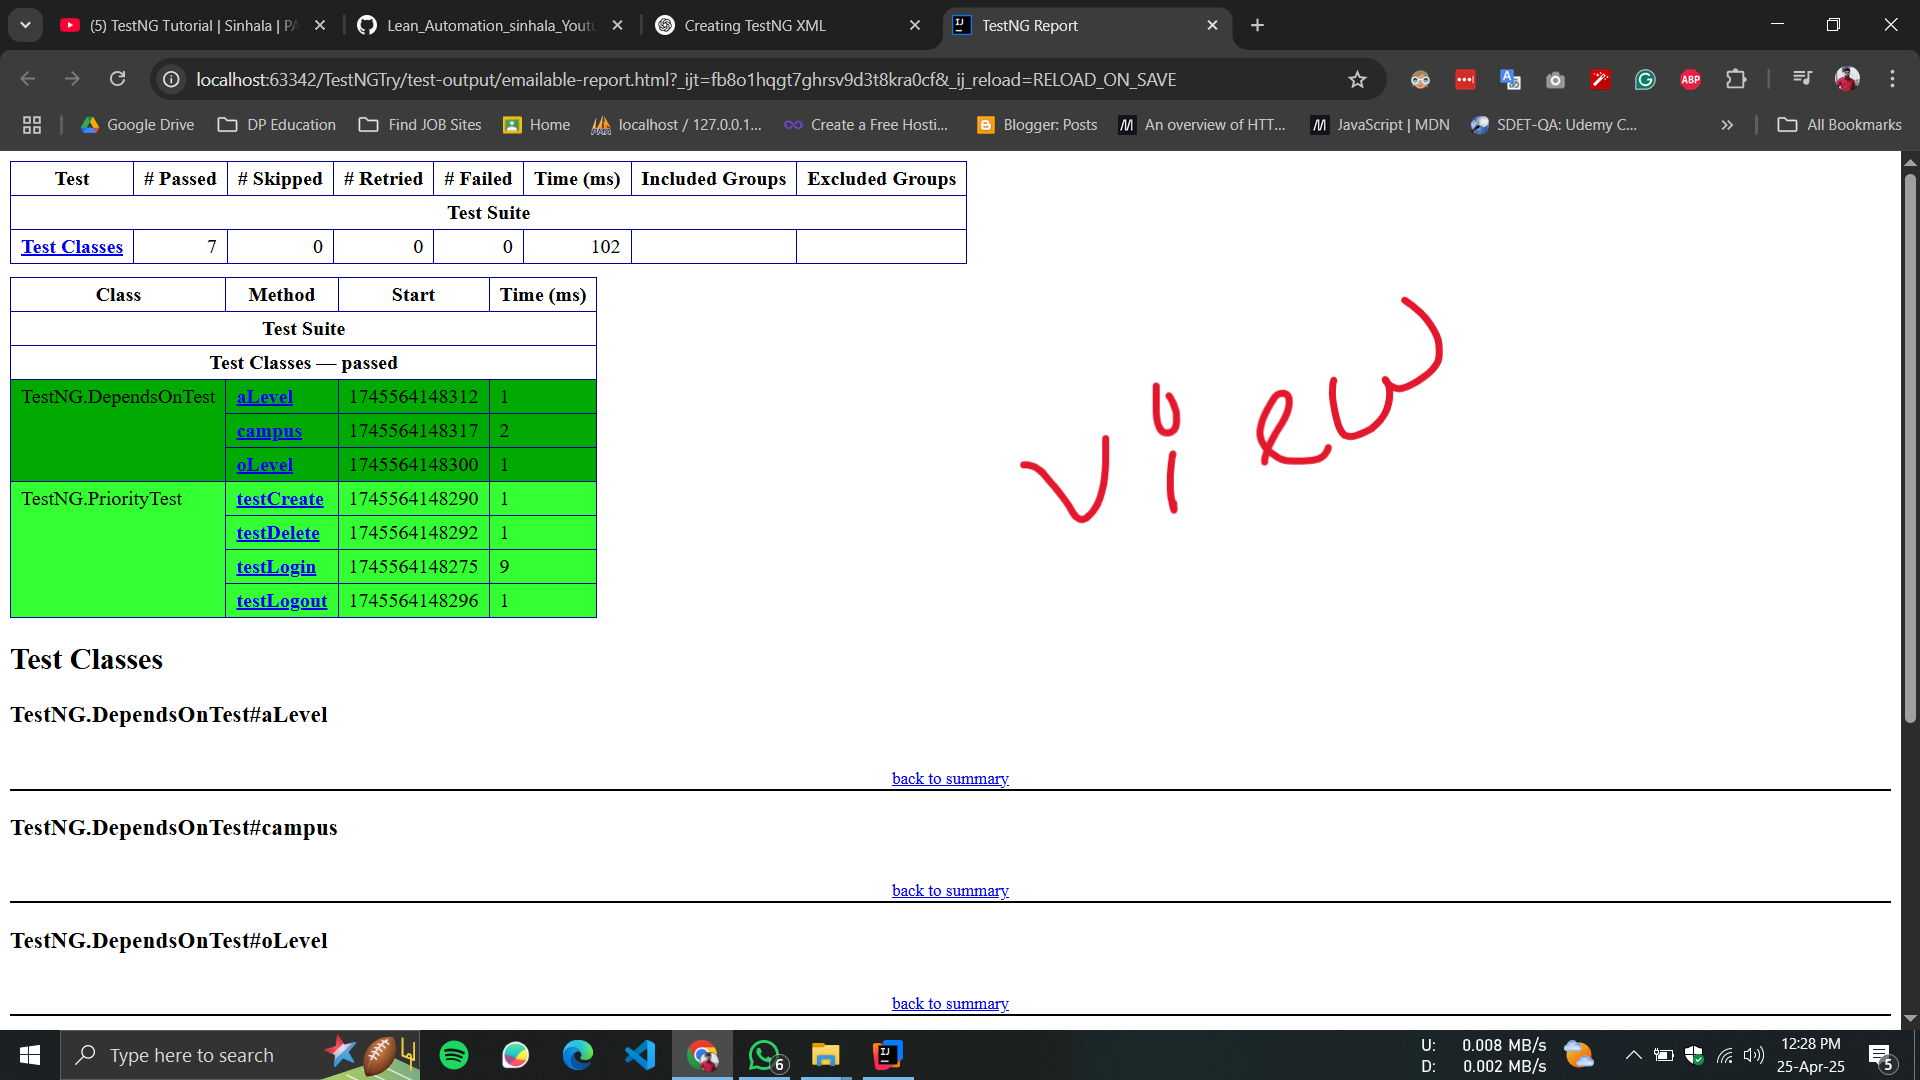 (5) TestNG Tutorial | Sinhala | PA
Lean_Automation_sinhala_Youtu
Creating TestNG XML
TestNG Report
localhost:63342/TestNGTry/test-output/emailable-report.html?_ijt=fb8o1hqgt7ghrsv9d3t8kra0cf&_ij_reload=RELOAD_ON_SAVE
ABP
Google Drive DP Education Find JOB Sites Home localhost / 127.0.0.1... Create a Free Hosti... Blogger: Posts An overview of HTT... JavaScript | MDN SDET-QA: Udemy C... » All Bookmarks
Test # Passed # Skipped # Retried # Failed Time (ms) Included Groups Excluded Groups
Test Suite
Test Classes 7 0 0 0 102
Class Method Start Time (ms)
Test Suite
Test Classes — passed
TestNG.DependsOnTest aLevel 1745564148312 1
campus 1745564148317 2
oLevel 1745564148300 1
TestNG.PriorityTest testCreate 1745564148290 1
testDelete 1745564148292 1
testLogin 1745564148275 9
testLogout 1745564148296 1
view
Test Classes
TestNG.DependsOnTest#aLevel
back to summary
TestNG.DependsOnTest#campus
back to summary
TestNG.DependsOnTest#oLevel
back to summary
Type here to search
6
U: 0.008 MB/s
D: 0.002 MB/s
12:28 PM
25-Apr-25
5